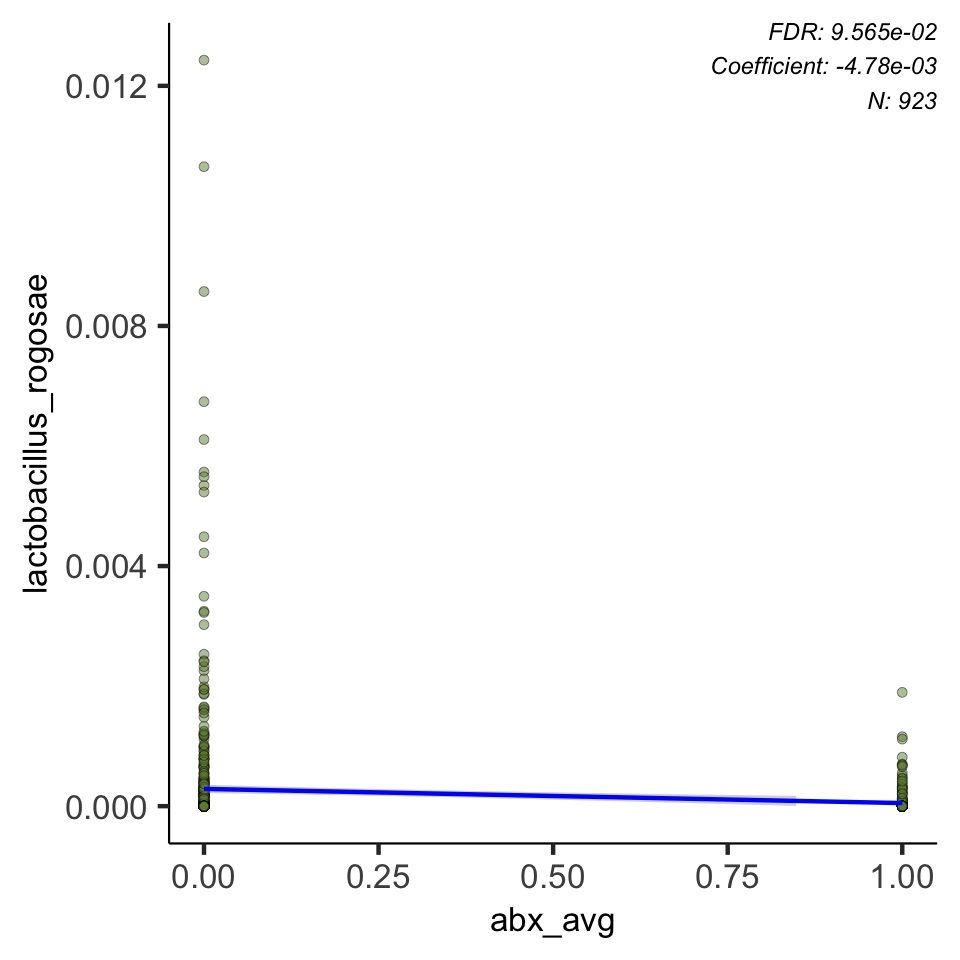 FDR: 9.565e-02
Coefficient: -4.78e-03
N: 923
lactobacillus_rogosae
0.012
0.008
0.004
0.000
0.00 0.25 0.50 0.75 1.00
abx_avg